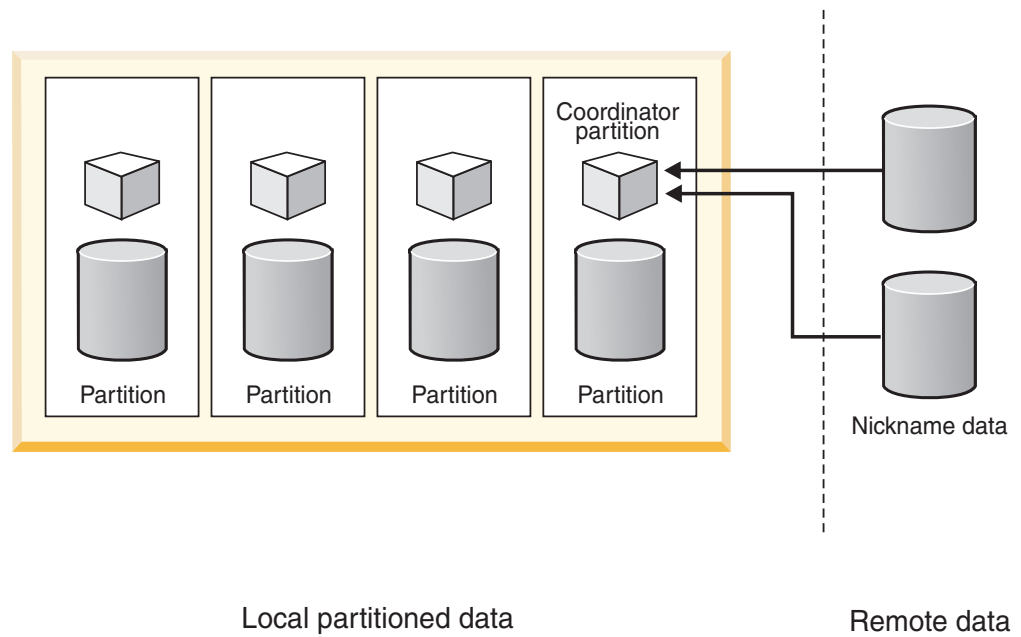 Coordinator
partition
Partition
Partition
Partition
Partition
Nickname data
Local partitioned data
Remote data